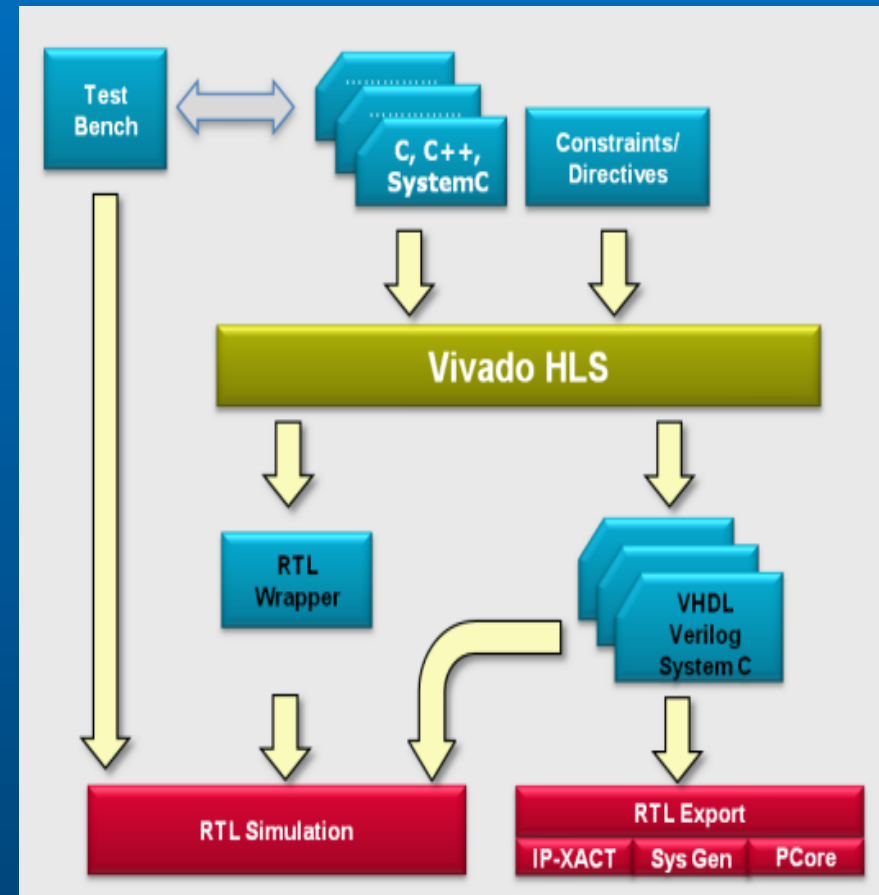 Test
Bench
C, C++,
SystemC
Constraints/
Directives
Vivado HLS
RTL
Wrapper
VHDL
Verilog
System C
RTL Simulation
RTL Export
IP-XACT
Sys Gen
PCore